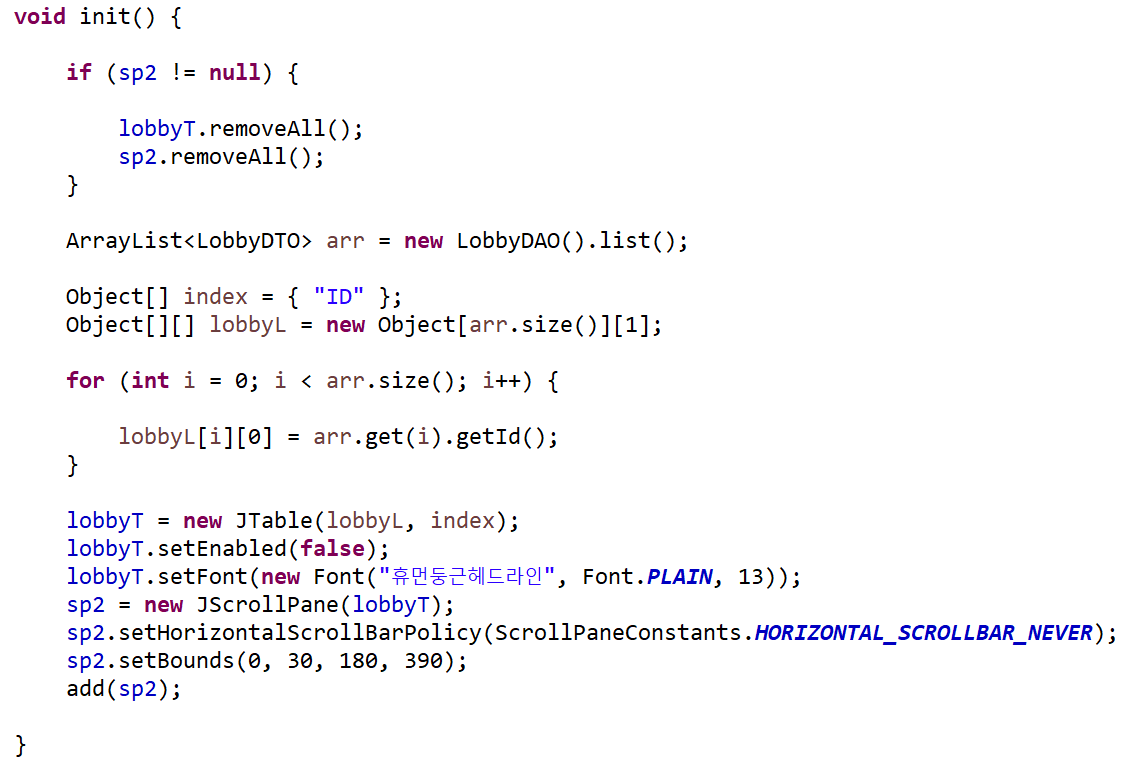 void init() {
if (sp2 != null) {
lobbyT.removeAll();
sp2.removeAll();
}
ArrayList<LobbyDTO> arr = new LobbyDAO().list();
Object[] index = { "ID" };
Object[][] lobbyL = new Object[arr.size()][1];
for (int i = 0; i < arr.size(); i++) {
lobbyL[i][0] = arr.get(i).getId();
}
lobbyT = new JTable(lobbyL, index);
lobbyT.setEnabled(false);
lobbyT.setFont(new Font("휴먼둥근헤드라인", Font.PLAIN, 13));
sp2 = new JScrollPane(lobbyT);
sp2.setHorizontalScrollBarPolicy(ScrollPaneConstants.HORIZONTAL_SCROLLBAR_NEVER);
sp2.setBounds(0, 30, 180, 390);
add(sp2);
}